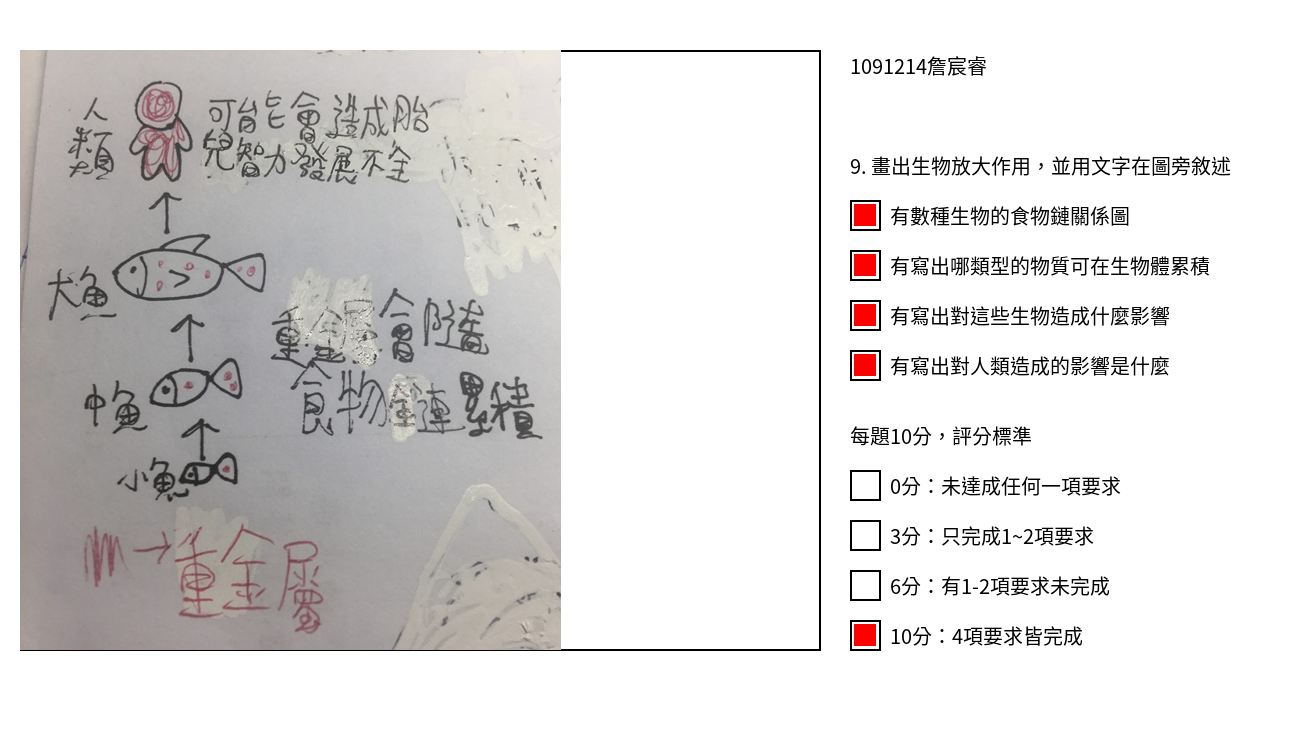 人類
可能會造成胎
兒智力發展不全
大魚
重金屬會隨
食物鏈累積
中魚
小魚
→重金屬
1091214詹宸睿
9. 畫出生物放大作用，並用文字在圖旁敘述
有數種生物的食物鏈關係圖
有寫出哪類型的物質可在生物體累積
有寫出對這些生物造成什麼影響
有寫出對人類造成的影響是什麼
每題10分，評分標準
0分：未達成任何一項要求
3分：只完成1~2項要求
6分：有1-2項要求未完成
10分：4項要求皆完成